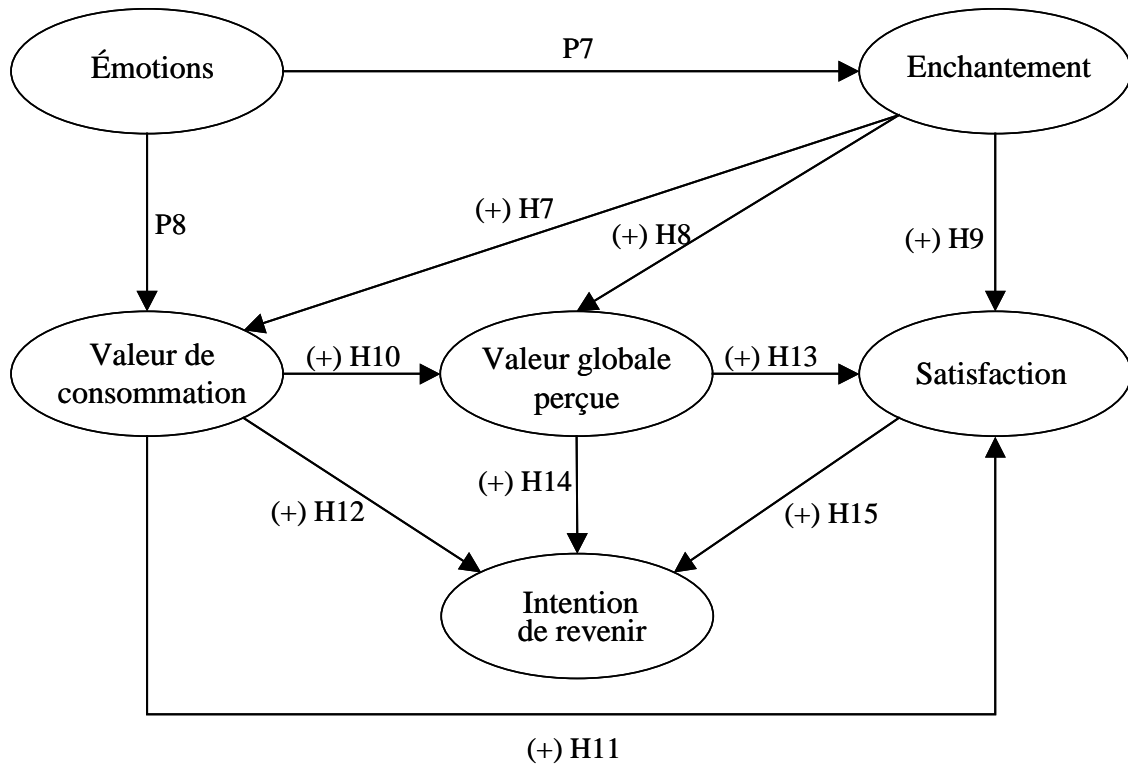 P7
Émotions
Enchantement
P8
(+) H7
(+) H8
(+) H9
Valeur de
consommation
(+) H10
Valeur globale
perçue
(+) H13
Satisfaction
(+) H12
(+) H14
(+) H15
Intention
de revenir
(+) H11